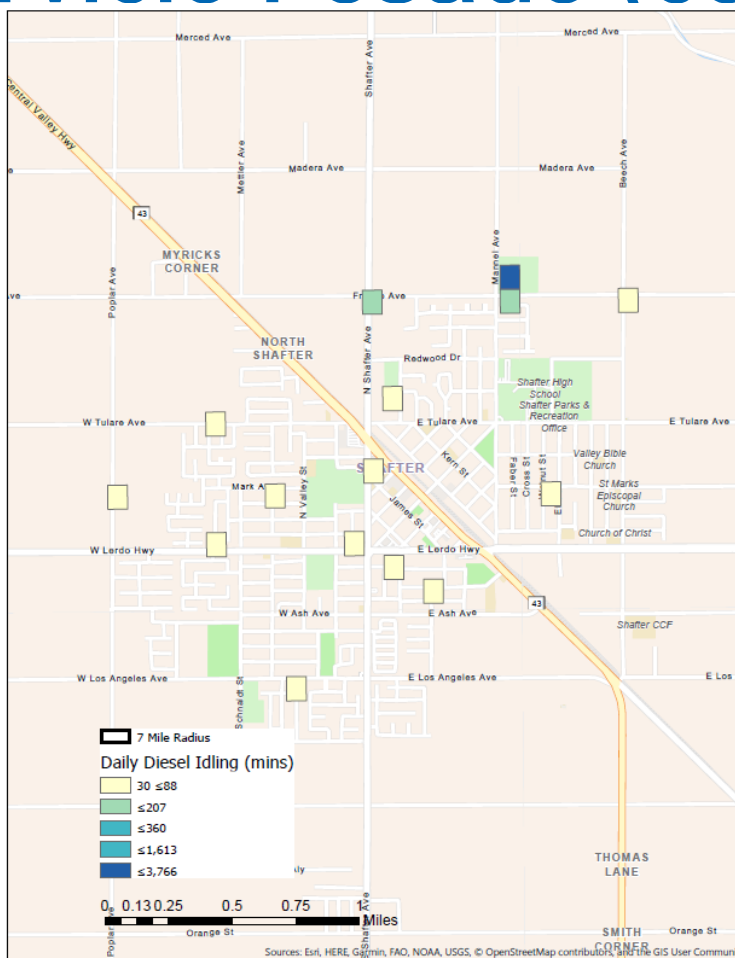 Merced Ave
Merced Ave
Shafter Ave
Central Valley Hwy
Mettler Ave
Madera Ave
Madera Ave
Beech Ave
43
Mannel Ave
MYRICKS
CORNER
Poplar Ave
NORTH
SHAFTER
N Shafter Ave
Redwood Dr
Shafter High
School
Shafter Parks &
Recreation
Office
W Tulare Ave
E Tulare Ave
E Tulare Ave
Kern St
Valley Bible
Church
N Valley St
Faber St
Cross St
St Marks
Episcopal
Church
James St
Church of Christ
W Lerdo Hwy
E Lerdo Hwy
W Ash Ave
E Ash Ave
43
Shafter CCF
W Los Angeles Ave
E Los Angeles Ave
E Los
Schnaidt St
7 Mile Radius
Daily Diesel Idling (mins)
30 ≤88
≤207
≤360
≤1,613
≤3,766
THOMAS
LANE
0 0.13 0.25 0.5 0.75 1
Miles
Poplar Ave
Shafter Ave
Orange St
Orange St
SMITH
CORNER
Sources: Esri, HERE, Garmin, FAO, NOAA, USGS, © OpenStreetMap contributors, and the GIS User Communi